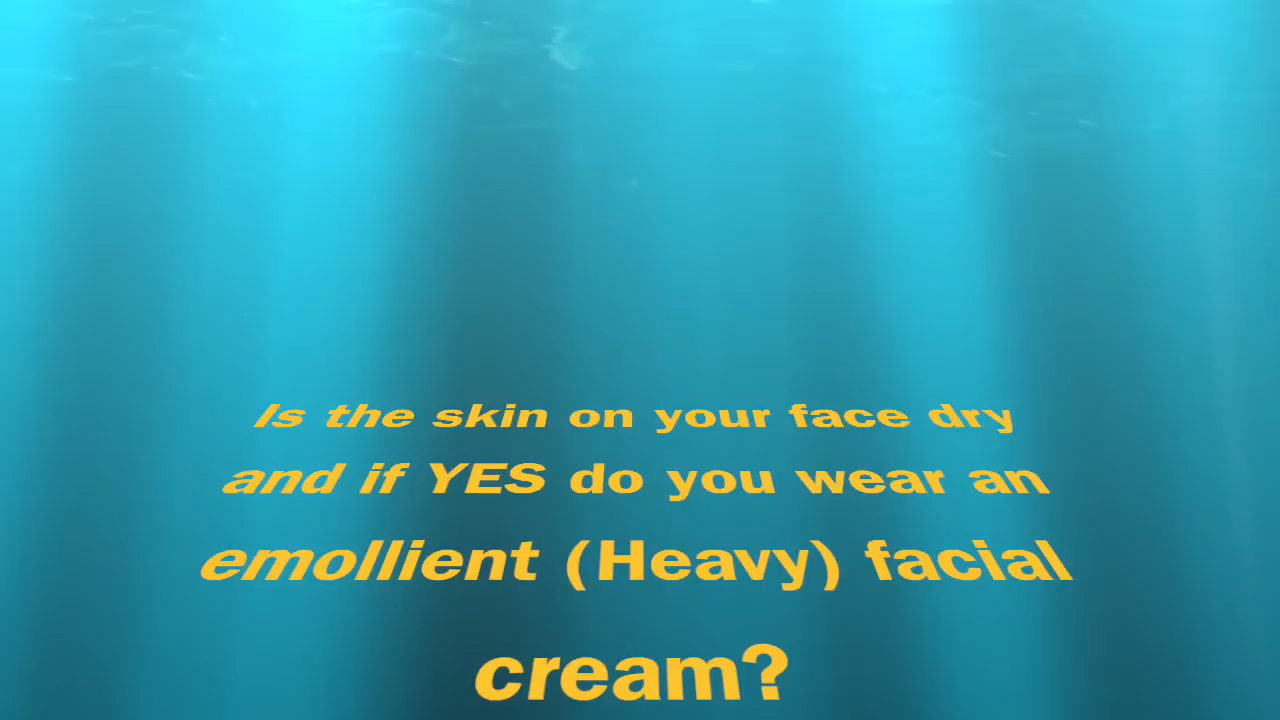 Is the skin on your face dry
and if YES do you wear an
emollient (Heavy) facial
cream?